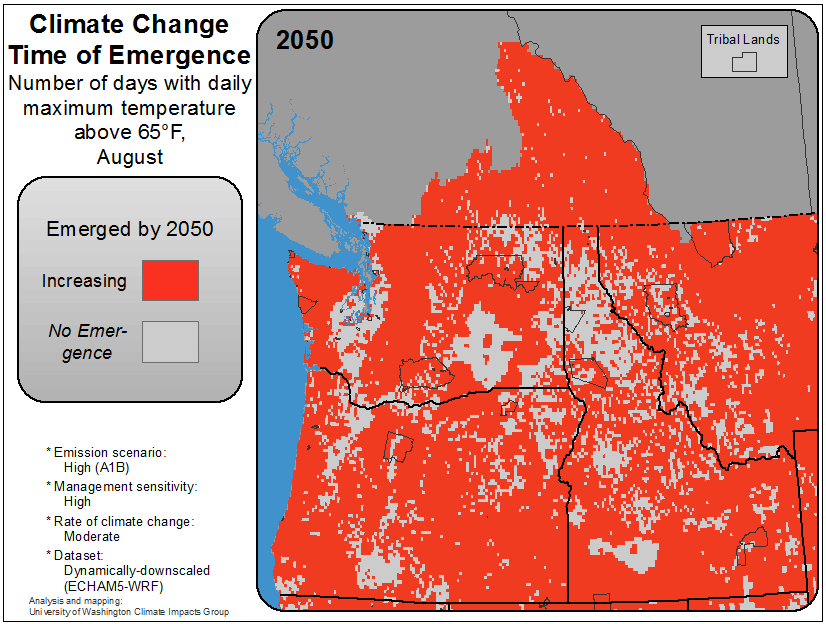 Climate Change
Time of Emergence
Number of days with daily
maximum temperature
above 65°F,
August
Emerged by 2050
Increasing
No Emer-
gence
* Emission scenario:
High (A1B)
* Management sensitivity:
High
* Rate of climate change:
Moderate
* Dataset:
Dynamically-downscaled
(ECHAM5-WRF)
Analysis and mapping:
University of Washington Climate Impacts Group
2050
Tribal Lands